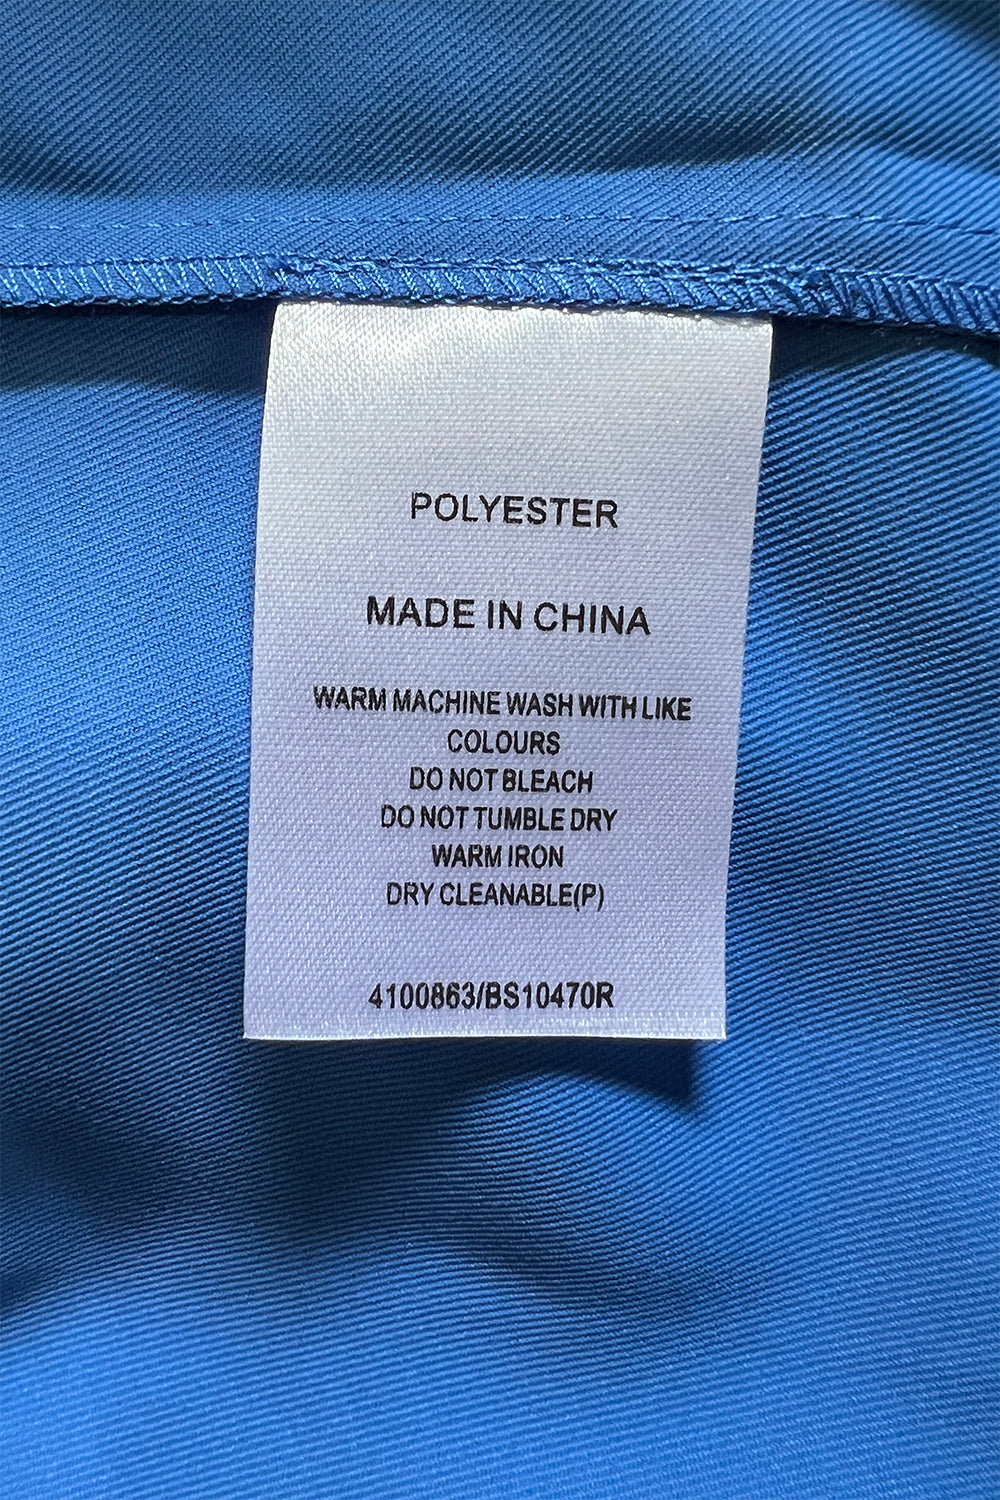 POLYESTER
MADE IN CHINA
WARM MACHINE WASH WITH LIKE
COLOURS
DO NOT BLEACH
DO NOT TUMBLE DRY
WARM IRON
DRY CLEANABLE(P)
4100863/BS10470R